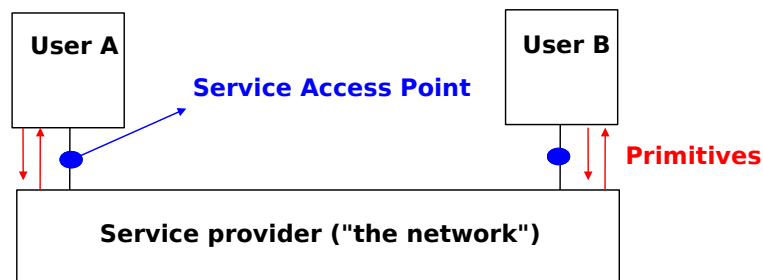 User A
User B
Service Access Point
Primitives
Service provider ("the network")